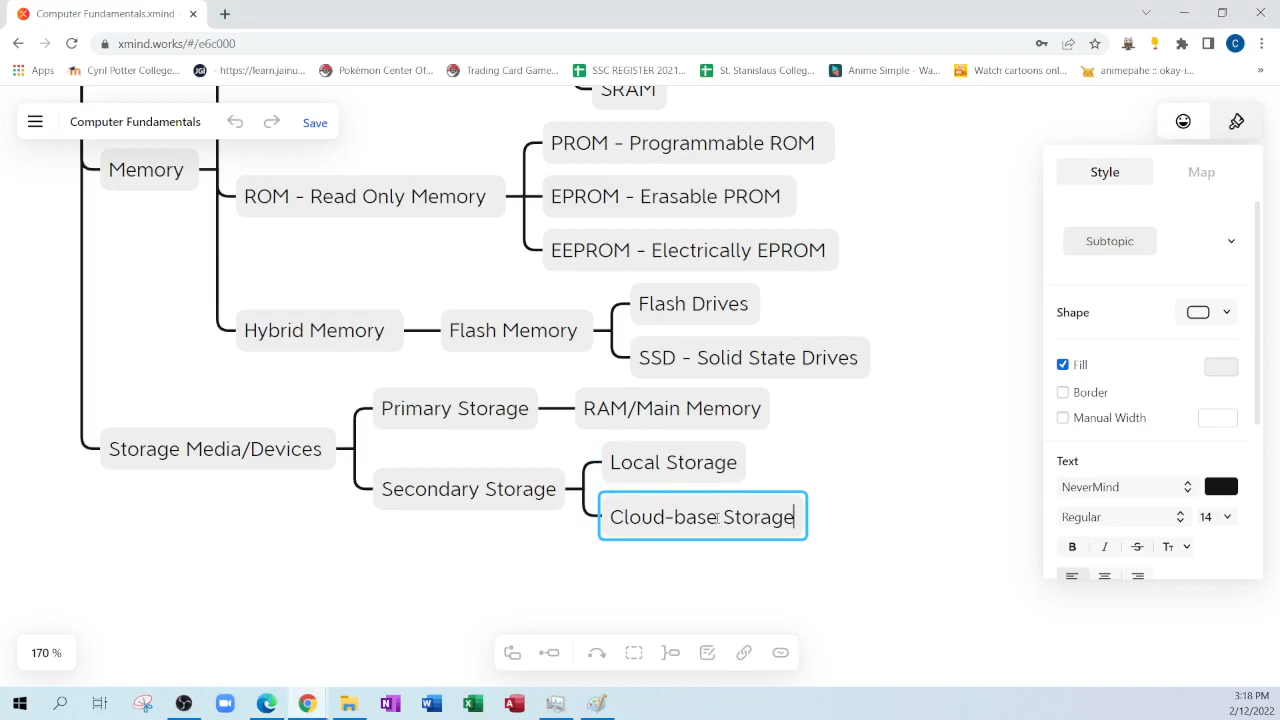 Computer Fundamentals.xmind -
xmind.works/#/e6c000
C
Apps
Cyril Potter College...
JGI
- https://learn.jainu...
Pokémon Center Of...
Trading Card Game...
SSC REGISTER 2021...
St. Stanislaus Colleg...
Anime Simple - Wa...
Watch cartoons onl...
animepahe :: okay-i...
»
SRAM
Computer Fundamentals
Save
PROM - Programmable ROM
Memory
ROM - Read Only Memory
EPROM - Erasable PROM
EEPROM - Electrically EPROM
Flash Drives
Hybrid Memory
Flash Memory
SSD - Solid State Drives
Primary Storage
RAM/Main Memory
Storage Media/Devices
Local Storage
Secondary Storage
Cloud-base Storage
Style
Map
Subtopic
Shape
Fill
Border
Manual Width
Text
NeverMind
Regular
14
B
I
S
TT
170 %
3:18 PM
2/12/2022